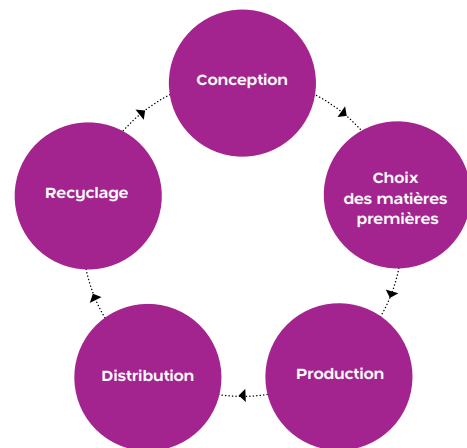 Conception
Choix
des matières
premières
Production
Distribution
Recyclage